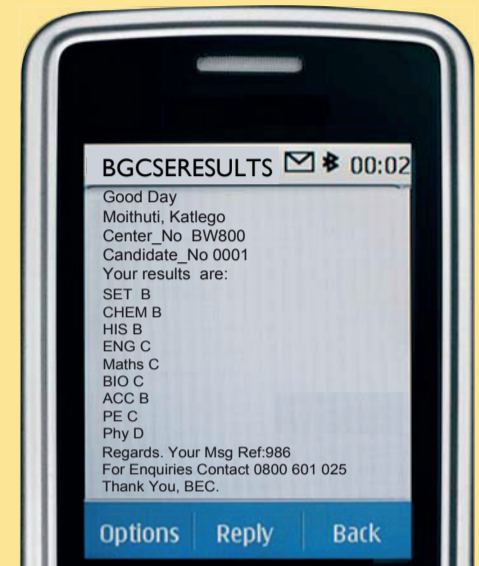 BGCSERESULTS 00:02
Good Day
Moithuti, Katlego
Center_No BW800
Candidate_No 0001
Your results are:
SET B
CHEM B
HIS B
ENG C
Maths C
BIO C
ACC B
PE C
Phy D
Regards. Your Msg Ref:986
For Enquiries Contact 0800 601 025
Thank You, BEC.
Options Reply Back